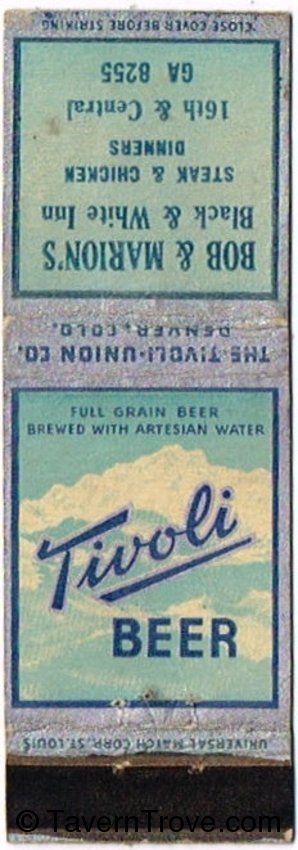 CLOSE COVER BEFORE STRIKING
BOB & MARION'S
Black & White Inn
STEAK & CHICKEN
DINNERS
16th & Central
GA 8255
THE TIVOLI-UNION CO.
DENVER, COLO.
FULL GRAIN BEER
BREWED WITH ARTESIAN WATER
Tivoli
BEER
UNIVERSAL MATCH CORP., ST. LOUIS
© TavernTrove.com